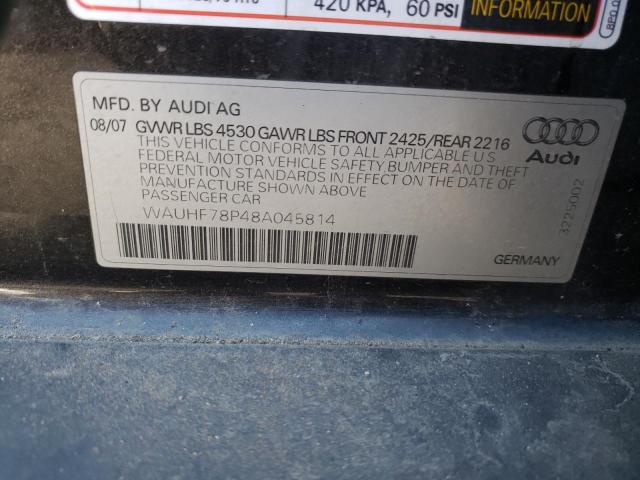 420 KPA, 60 PSI
INFORMATION
MFD. BY AUDI AG
08/07 GVWR LBS 4530 GAWR LBS FRONT 2425/REAR 2216
THIS VEHICLE CONFORMS TO ALL APPLICABLE US
FEDERAL MOTOR VEHICLE SAFETY BUMPER AND THEFT
PREVENTION STANDARDS IN EFFECT ON THE DATE OF
MANUFACTURE SHOWN ABOVE
PASSENGER CAR
WAUHF78P48A045814
Audi
3225002
GERMANY